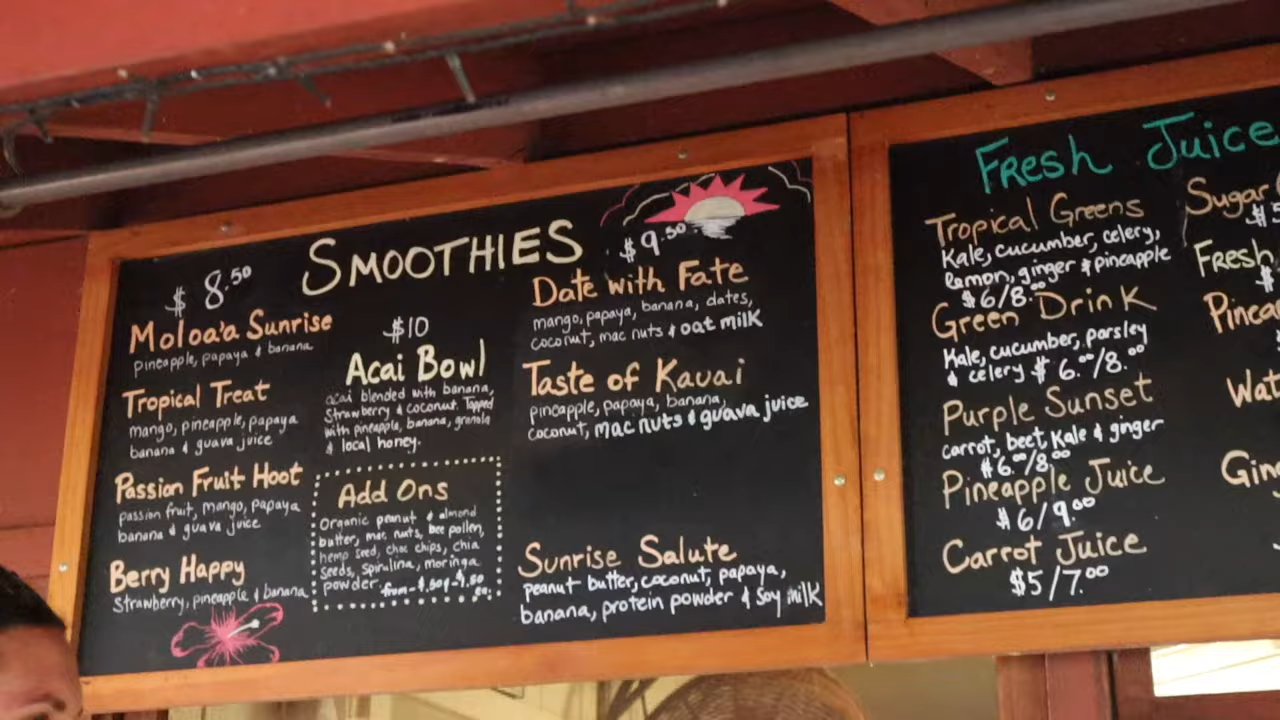 SMOOTHIES
$8.50
Moloa'a Sunrise
pineapple, papaya & banana
Tropical Treat
mango, pineapple, papaya
banana & guava juice
Passion Fruit Hoot
passion fruit, mango, papaya
banana & guava juice
Berry Happy
Strawberry, pineapple & banana
$10
Acai Bowl
acai blended with banana,
Strawberry & coconut. Topped
with pineapple, banana, granola
& local honey.
Add Ons
Organic peanut & almond
butter, mac nuts, bee pollen,
hemp seed, choc chips, chia
Seeds, spirulina, moringa
powder.
$9.50
Date with Fate
mango, papaya, banana, dates,
coconut, mac nuts & oat milk
Taste of Kauai
pineapple, papaya, banana,
coconut, mac nuts & guava juice
Sunrise Salute
peanut butter, coconut, papaya,
banana, protein powder & soy milk
Fresh Juice
Tropical Greens
Kale, cucumber, celery,
lemon, ginger & pineapple
$6/8.00
Green Drink
Kale, cucumber, parsley
& celery $6.00/8.00
Purple Sunset
carrot, beet, Kale & ginger
$6.00/8.00
Pineapple Juice
$6/9.00
Carrot Juice
$5/7.00
Sugar
Fresh